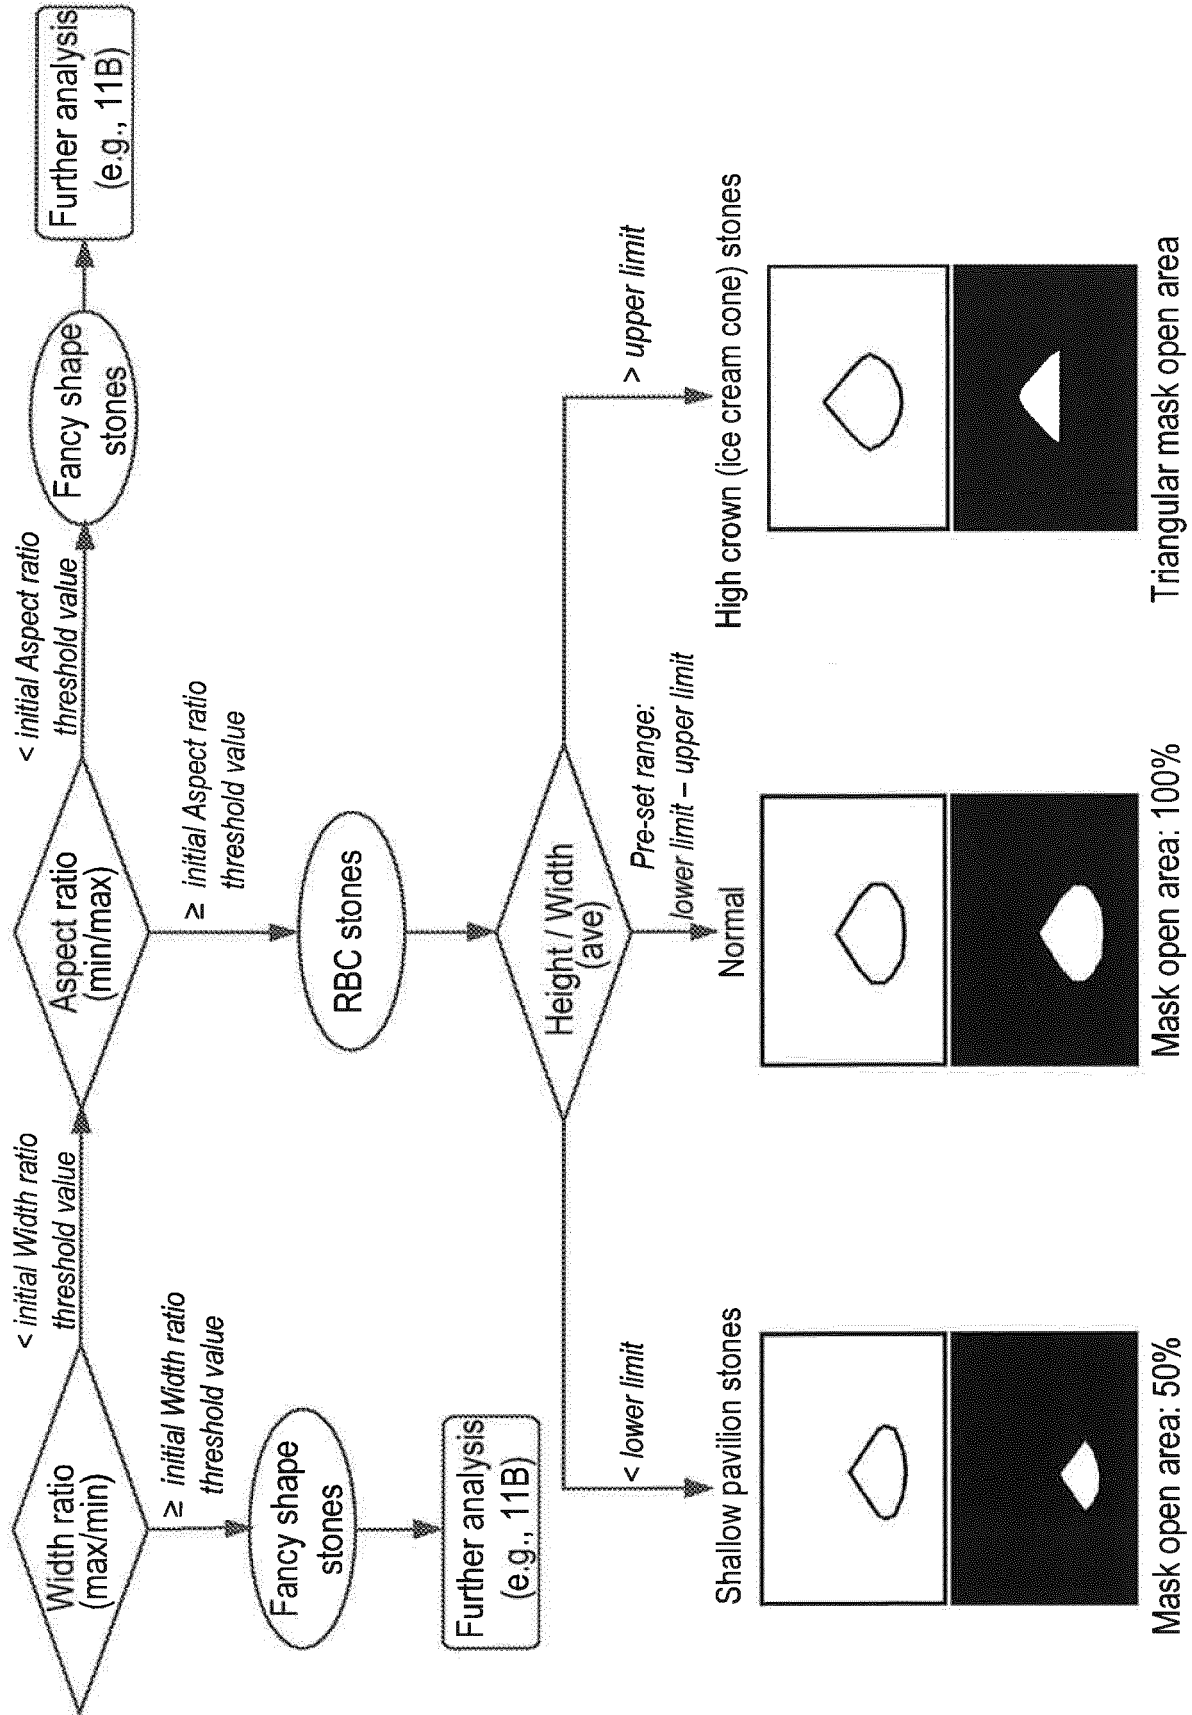 Width ratio
(max/min)
< initial Width ratio
threshold value
Aspect ratio
(min/max)
< initial Aspect ratio
threshold value
Fancy shape
stones
Further analysis
(e.g., 11B)
≥ initial Width ratio
threshold value
Fancy shape
stones
Further analysis
(e.g., 11B)
≥ initial Aspect ratio
threshold value
RBC stones
Height / Width
(ave)
< lower limit
Pre-set range:
lower limit – upper limit
> upper limit
Shallow pavilion stones
Normal
High crown (ice cream cone) stones
Mask open area: 50%
Mask open area: 100%
Triangular mask open area